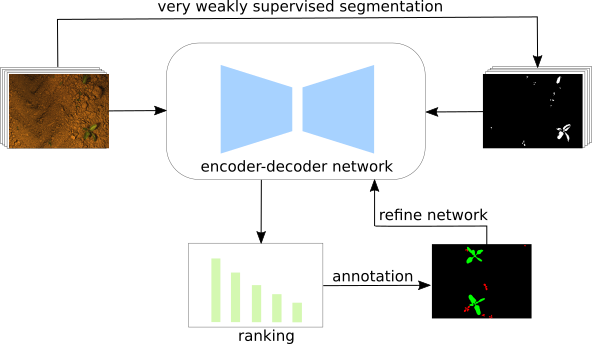 very weakly supervised segmentation
encoder-decoder network
refine network
annotation
ranking